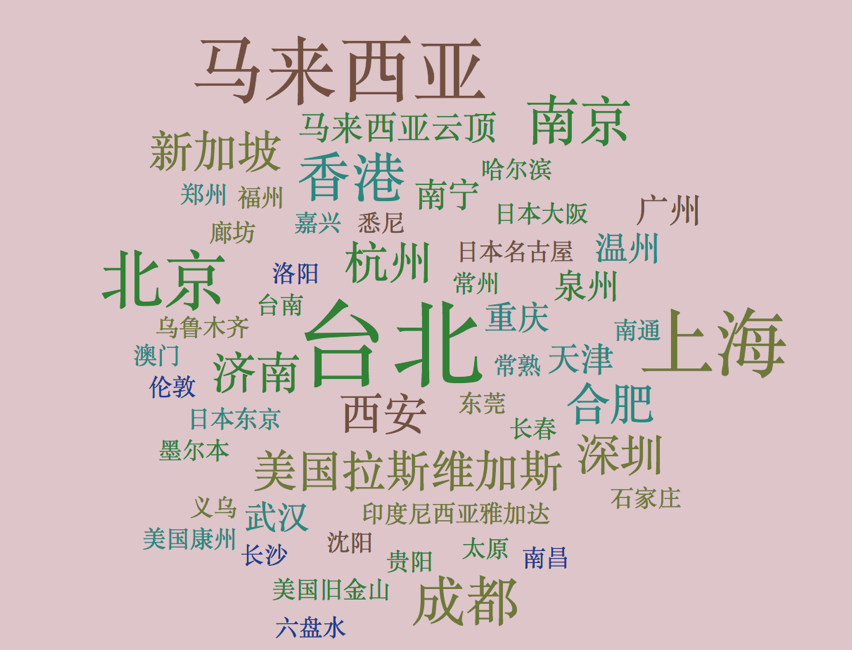 马来西亚
马来西亚云顶
南京
新加坡
香港
哈尔滨
郑州
福州
南宁
日本大阪
广州
廊坊
嘉兴
悉尼
北京
洛阳
杭州
日本名古屋
温州
台南
常州
泉州
乌鲁木齐
台北
重庆
南通
上海
澳门
济南
常熟
天津
伦敦
西安
东莞
合肥
日本东京
长春
墨尔本
美国拉斯维加斯
深圳
义乌
武汉
印度尼西亚雅加达
石家庄
美国康州
长沙
沈阳
贵阳
太原
南昌
美国旧金山
成都
六盘水